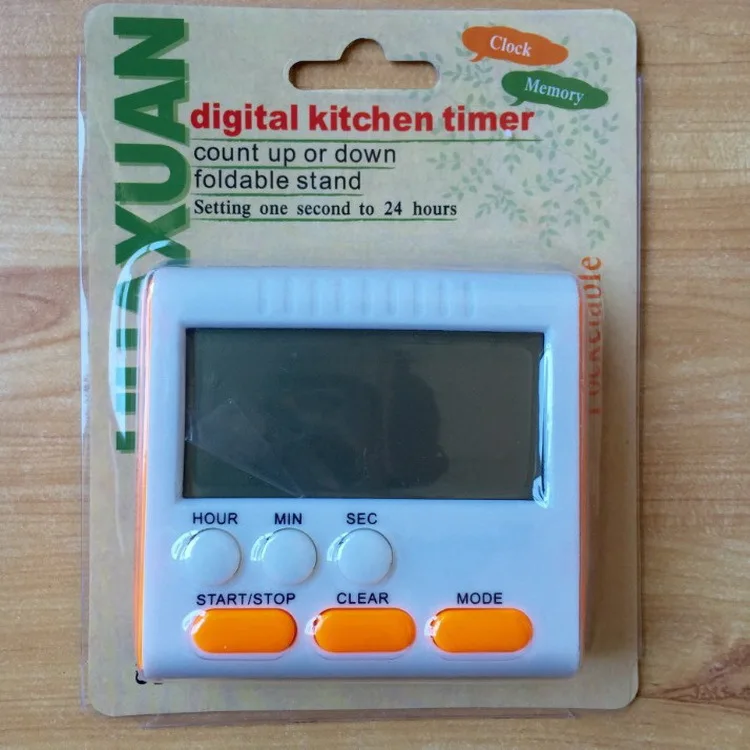 Clock
Memory
digital kitchen timer
count up or down
foldable stand
Setting one second to 24 hours
HOUR MIN SEC
START/STOP CLEAR MODE